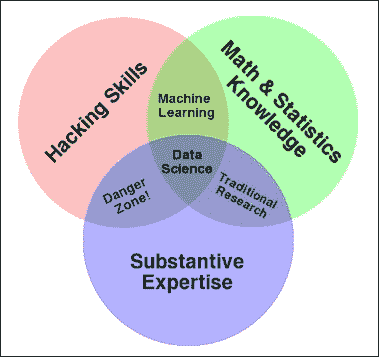 Hacking Skills
Math & Statistics
Knowledge
Machine
Learning
Data
Science
Danger
Zone!
Traditional
Research
Substantive
Expertise